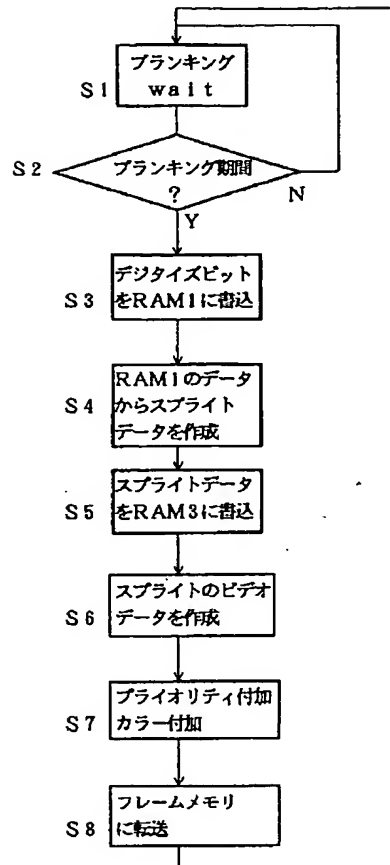 ブランキング
S1
wait
S2
ブランキング期間
?
N
Y
デジタイズビット
S3
をRAM1に書込
RAM1のデータ
S4
からスプライト
データを作成
スプライトデータ
S5
をRAM3に書込
スプライトのビデオ
S6
データを作成
プライオリティ付加
S7
カラー付加
フレームメモリ
S8
に転送